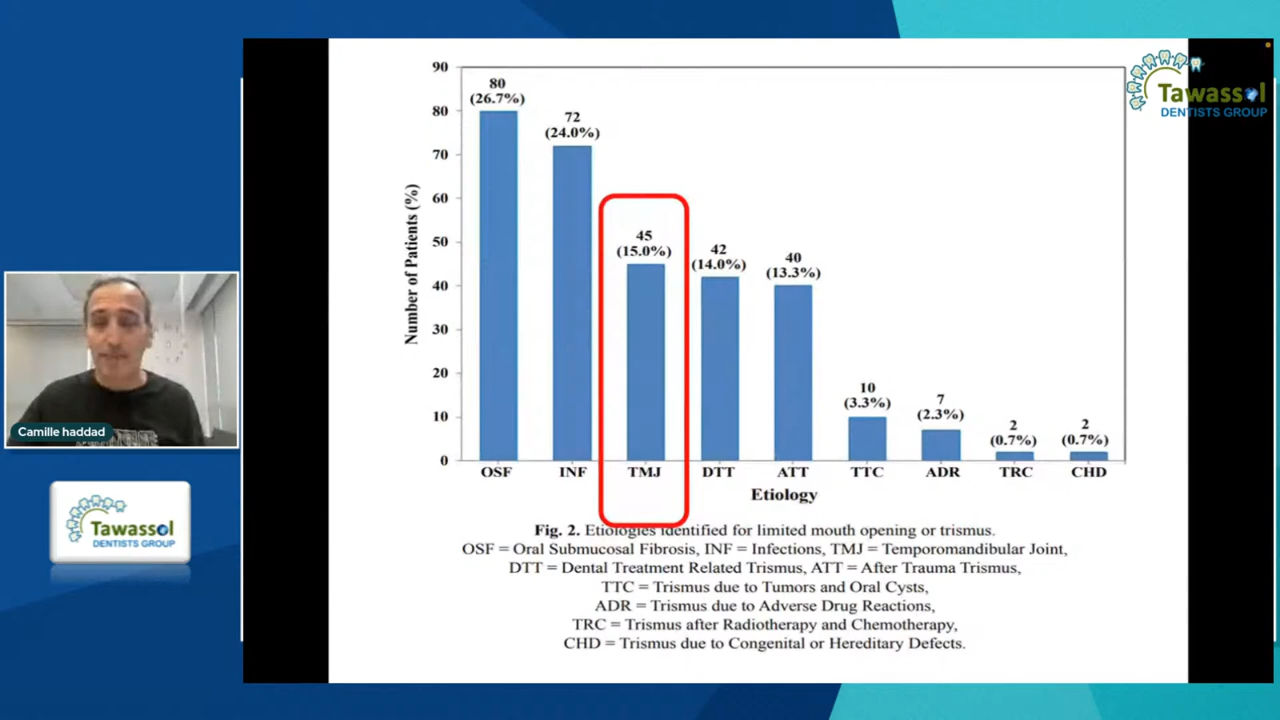 90
80
70
60
50
40
30
20
10
0
Number of Patients (%)
80
(26.7%)
72
(24.0%)
45
(15.0%)
42
(14.0%)
40
(13.3%)
10
(3.3%)
7
(2.3%)
2
(0.7%)
2
(0.7%)
OSF INF TMJ DTT ATT TTC ADR TRC CHD
Etiology
Fig. 2. Etiologies identified for limited mouth opening or trismus.
OSF = Oral Submucosal Fibrosis, INF = Infections, TMJ = Temporomandibular Joint,
DTT = Dental Treatment Related Trismus, ATT = After Trauma Trismus,
TTC = Trismus due to Tumors and Oral Cysts,
ADR = Trismus due to Adverse Drug Reactions,
TRC = Trismus after Radiotherapy and Chemotherapy,
CHD = Trismus due to Congenital or Hereditary Defects.
Tawassol
DENTISTS GROUP
Camille haddad
Tawassol
DENTISTS GROUP